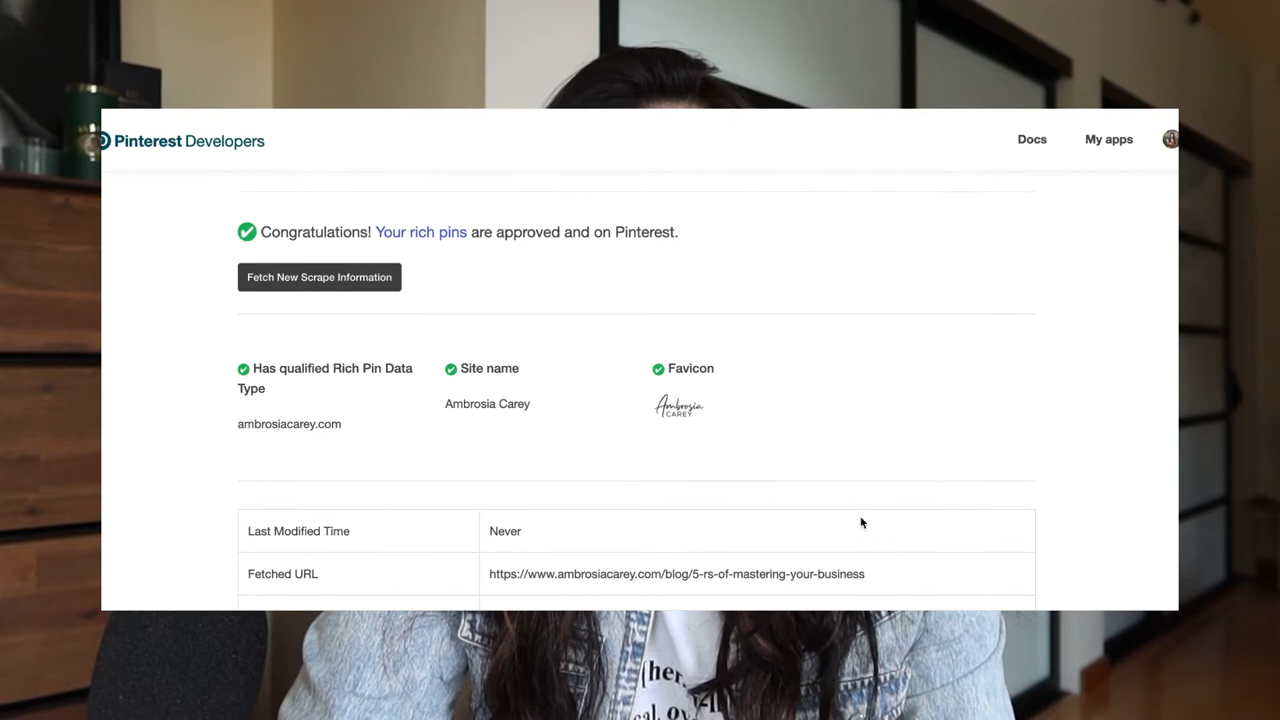 Pinterest Developers
Docs
My apps
Congratulations! Your rich pins are approved and on Pinterest.
Fetch New Scrape Information
Has qualified Rich Pin Data
Type
ambrosiacarey.com
Site name
Ambrosia Carey
Favicon
Ambrosia
CAREY
Last Modified Time
Never
Fetched URL
https://www.ambrosiacarey.com/blog/5-rs-of-mastering-your-business
(her.